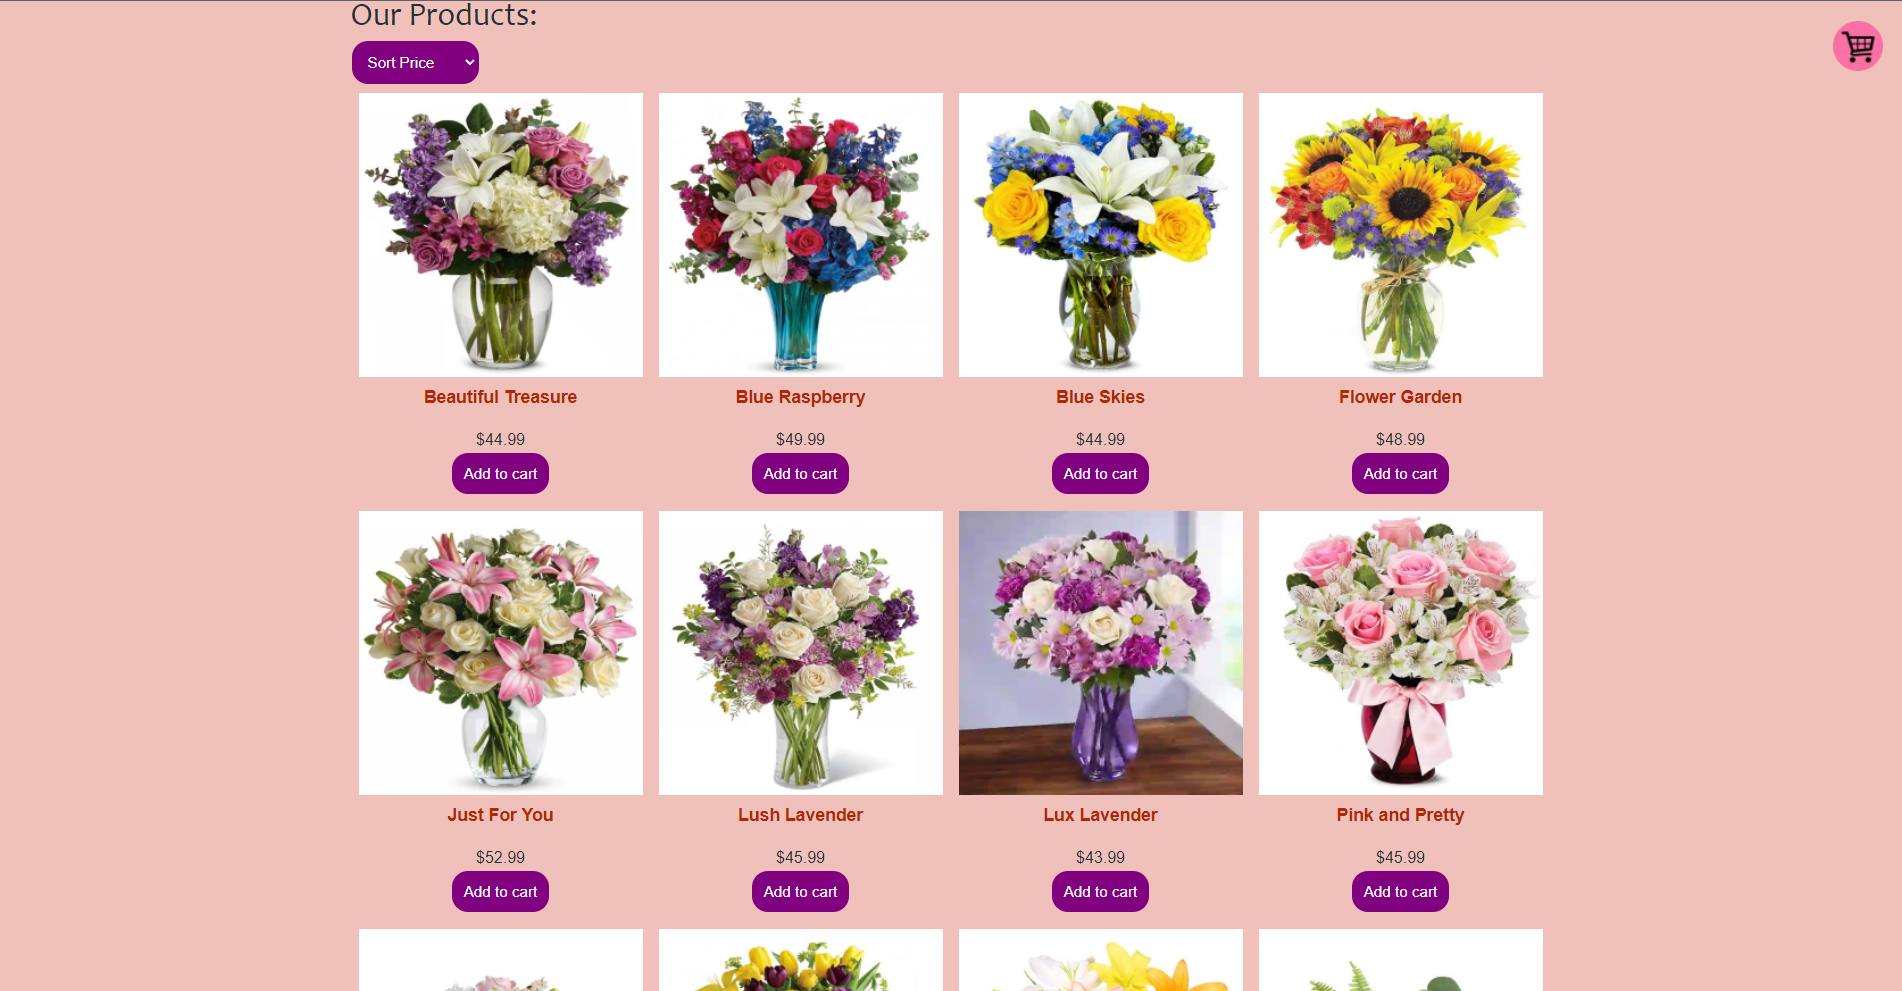 Our Products:
Sort Price
Beautiful Treasure
Blue Raspberry
Blue Skies
Flower Garden
$44.99
$49.99
$44.99
$48.99
Add to cart
Add to cart
Add to cart
Add to cart
Just For You
Lush Lavender
Lux Lavender
Pink and Pretty
$52.99
$45.99
$43.99
$45.99
Add to cart
Add to cart
Add to cart
Add to cart